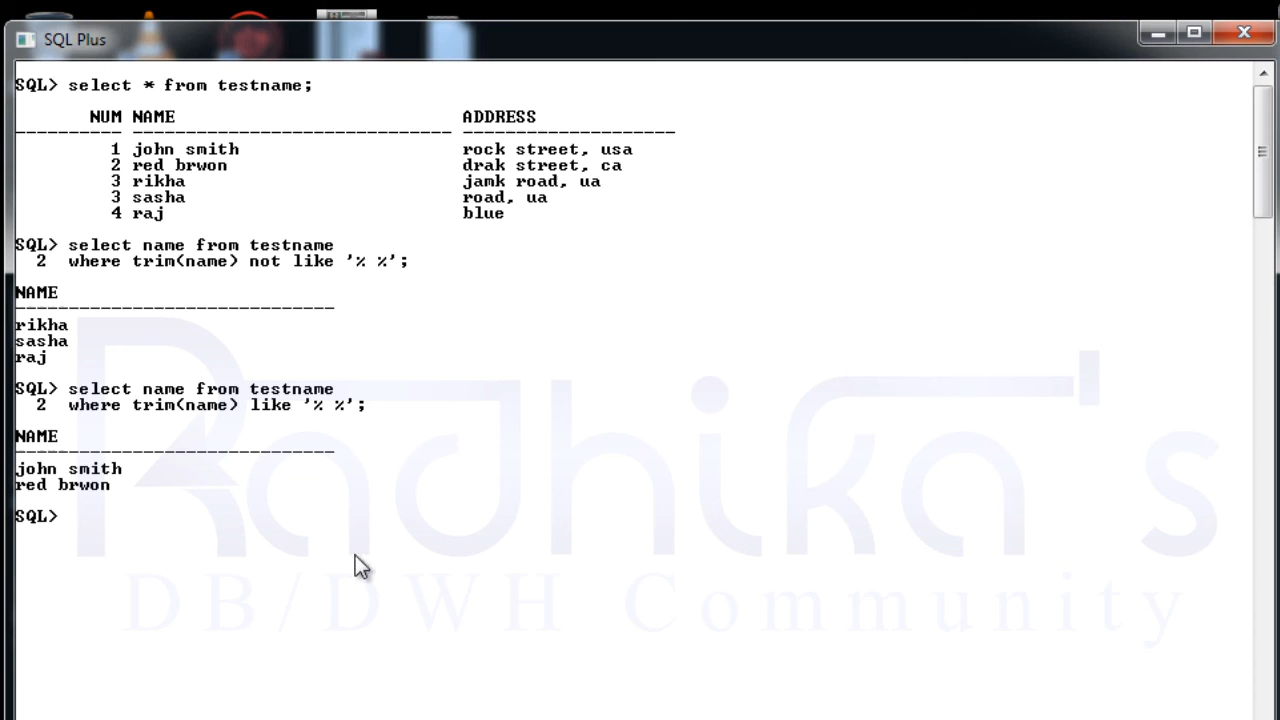 SQL Plus
SQL> select * from testname;
NUM NAME ADDRESS
---------- ------------------------------ --------------------
1 john smith rock street, usa
2 red brwon drak street, ca
3 rikha jamk road, ua
3 sasha road, ua
4 raj blue
SQL> select name from testname
2 where trim(name) not like '% %';
NAME
------------------------------
rikha
sasha
raj
SQL> select name from testname
2 where trim(name) like '% %';
NAME
------------------------------
john smith
red brwon
SQL>
Radhika's
DB/DWH Community